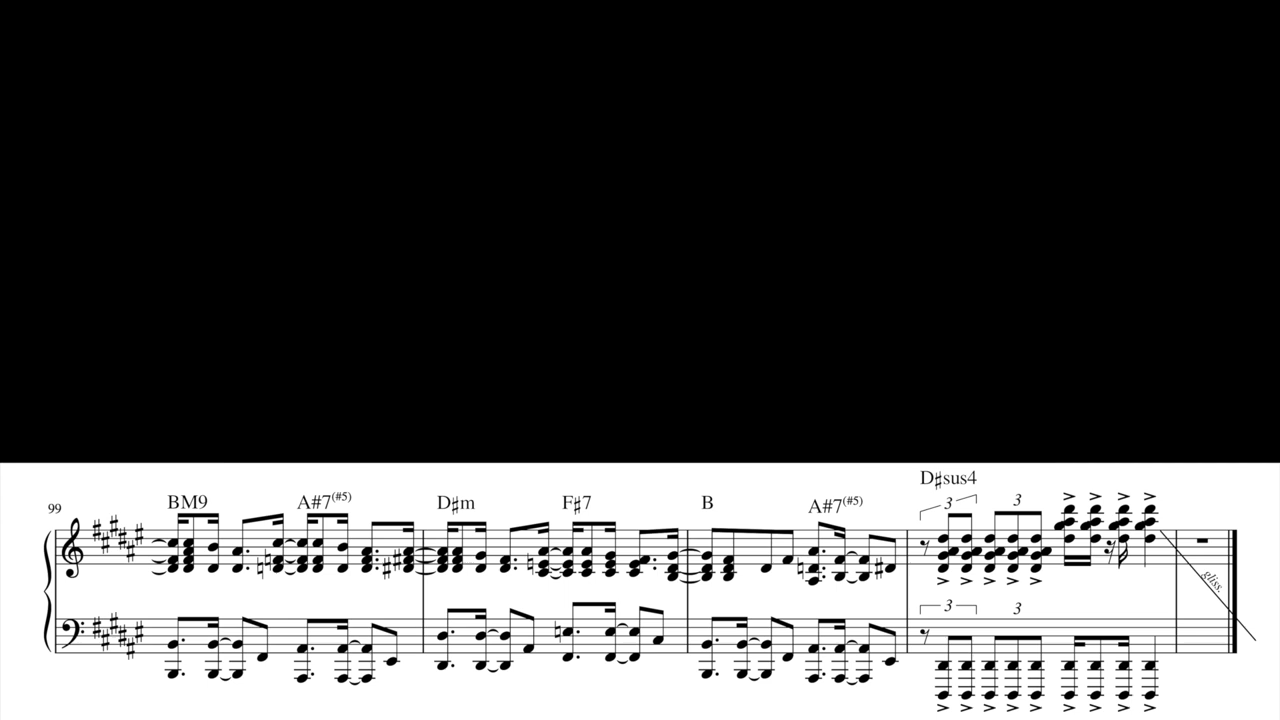 D♯sus4
99 BM9 A#7(#5) D♯m F♯7 B A#7(#5)
3 3
gliss.
3 3